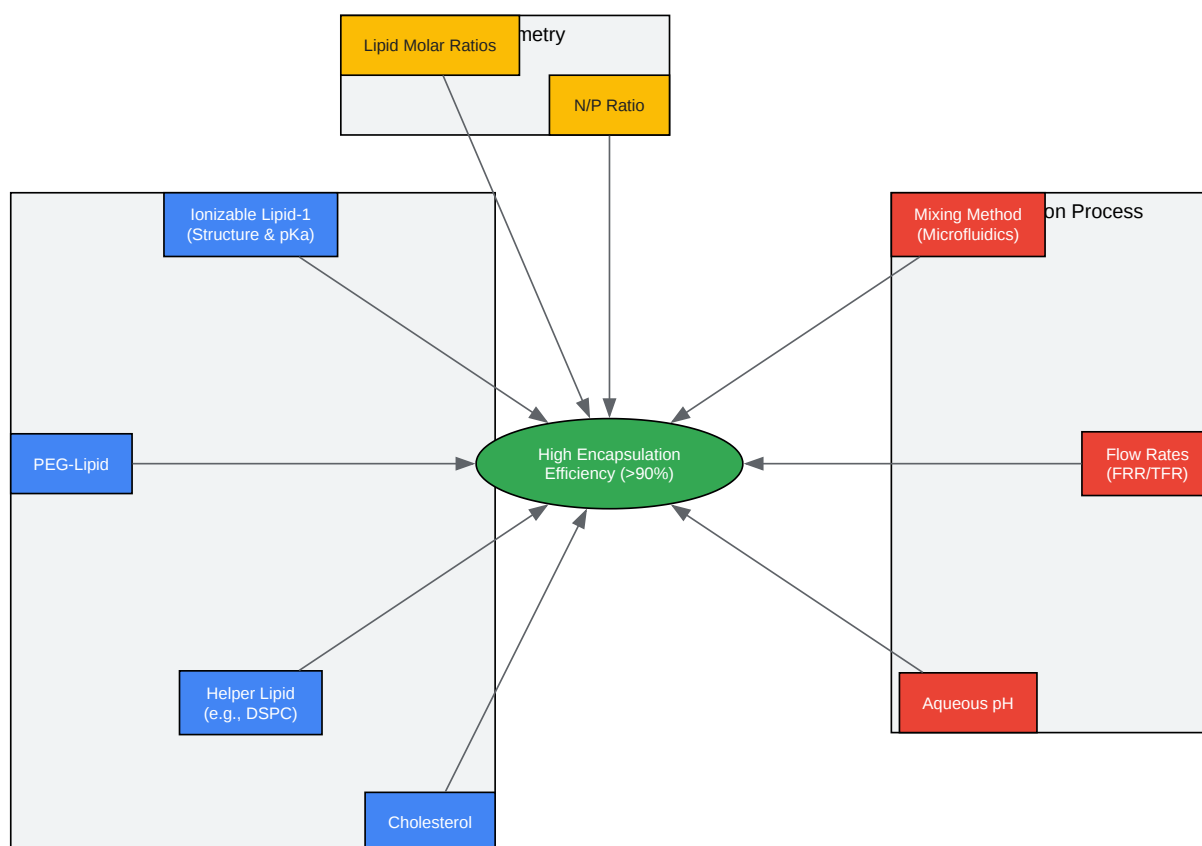 Lipid Molar Ratios
metry
N/P Ratio
Ionizable Lipid-1
(Structure & pKa)
Mixing Method
(Microfluidics)
on Process
PEG-Lipid
High Encapsulation
Efficiency (>90%)
Flow Rates
(FRR/TFR)
Helper Lipid
(e.g., DSPC)
Aqueous pH
Cholesterol